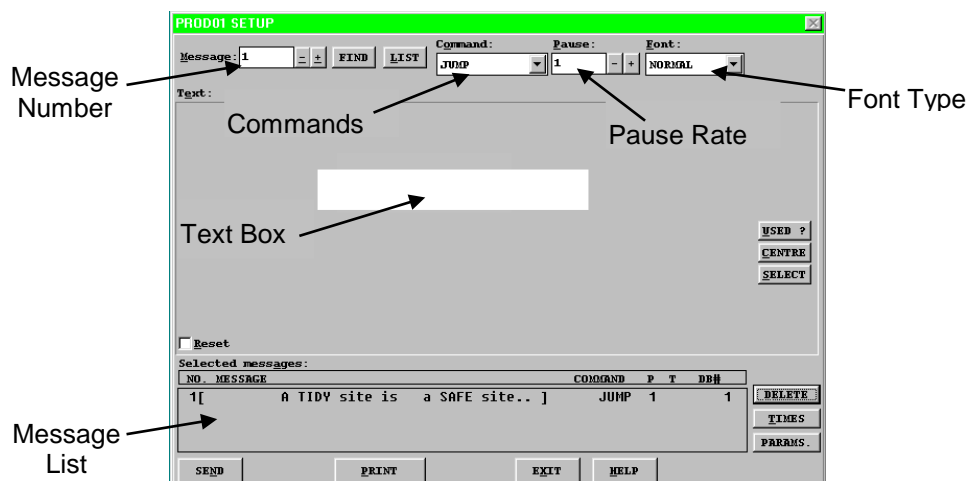 PROD01 SETUP
Message: 1 - + FIND LIST
Command: JUMP
Pause: 1 - +
Font: NORMAL
Message Number
Text:
Commands
Pause Rate
Font Type
Text Box
USED ?
CENTRE
SELECT
Reset
Selected messages:
NO. MESSAGE COMMAND P T DB#
1[ A TIDY site is a SAFE site.. ] JUMP 1 1
DELETE
TIMES
PARAMS.
Message List
SEND PRINT EXIT HELP